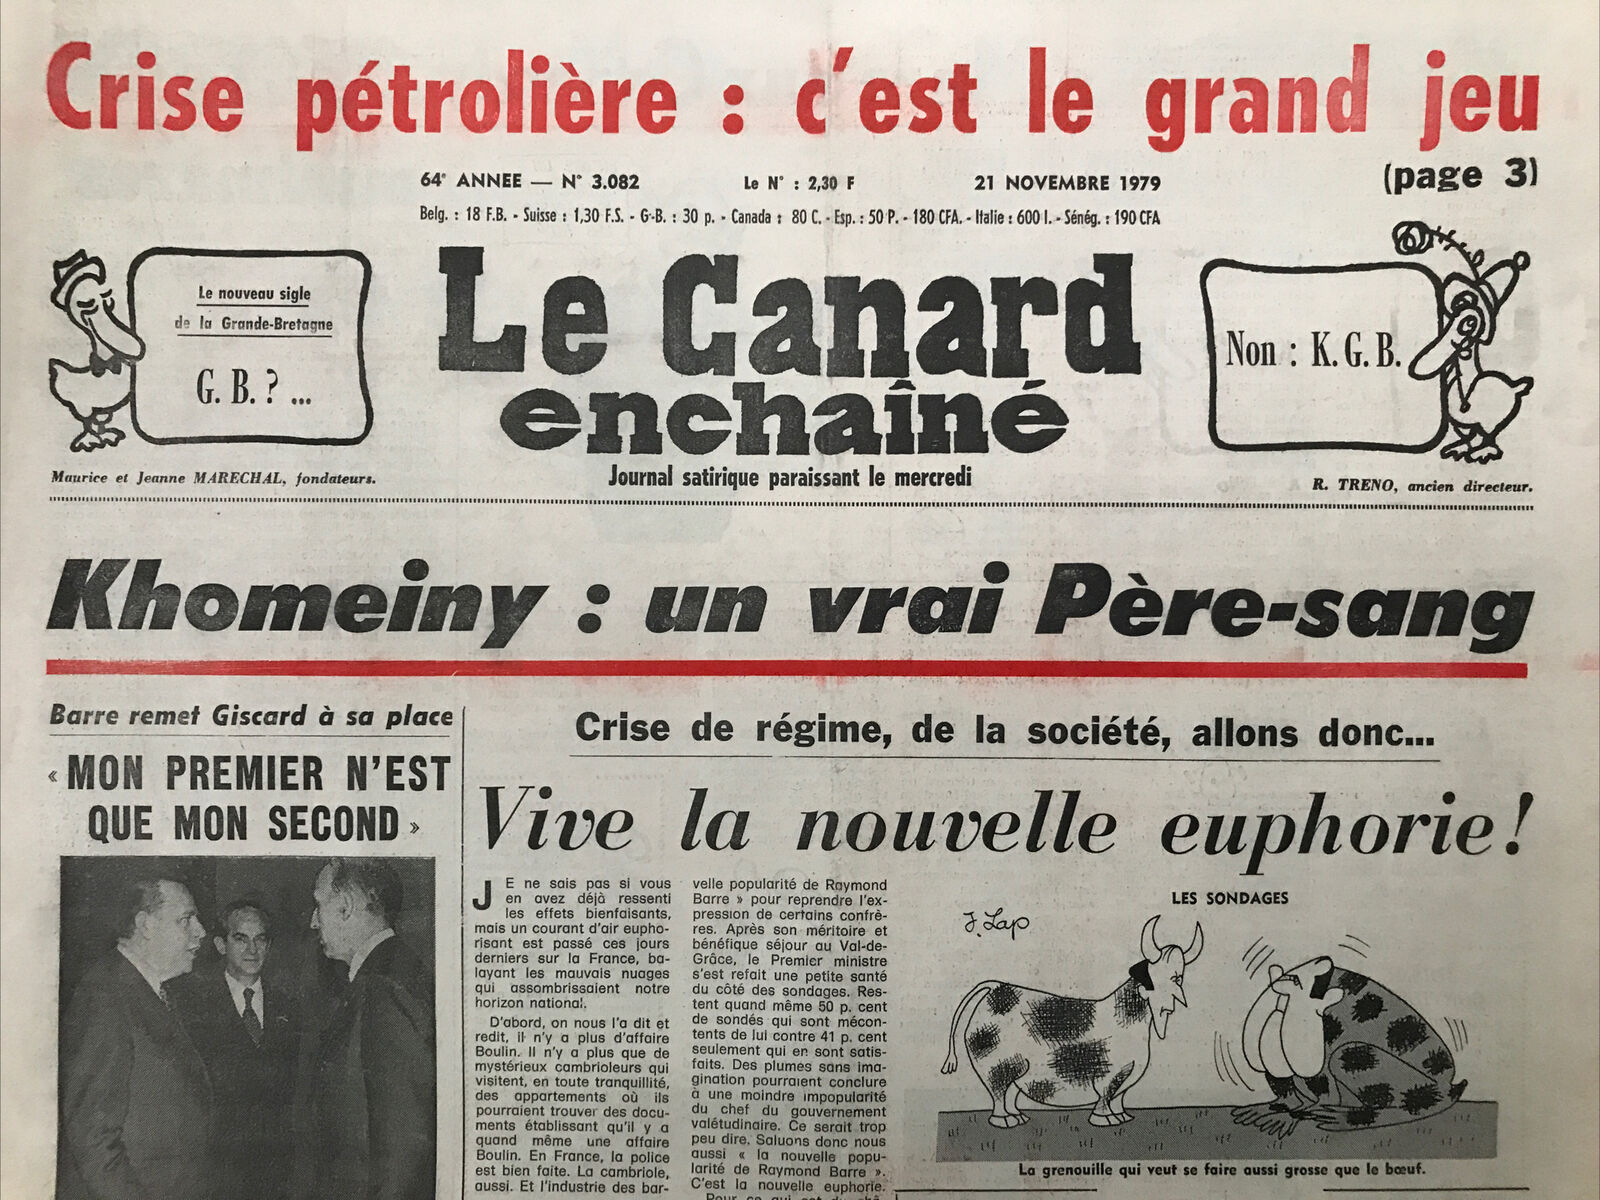 Crise pétrolière : c'est le grand jeu
(page 3)
64e ANNEE — N° 3.082
Le N° : 2,30 F
21 NOVEMBRE 1979
Belg. : 18 F.B. - Suisse : 1,30 F.S. - G-B. : 30 p. - Canada : 80 C. - Esp. : 50 P. - 180 CFA. - Italie : 600 l. - Sénég. : 190 CFA
Le nouveau sigle
de la Grande-Bretagne
G. B. ? ...
Le Canard
enchaîné
Non : K. G. B.
Maurice et Jeanne MARECHAL, fondateurs.
Journal satirique paraissant le mercredi
R. TRENO, ancien directeur.
Khomeiny : un vrai Père-sang
Barre remet Giscard à sa place
« MON PREMIER N'EST
QUE MON SECOND »
Crise de régime, de la société, allons donc...
Vive la nouvelle euphorie !
JE ne sais pas si vous
en avez déjà ressenti
les effets bienfaisants,
mais un courant d'air eupho-
risant est passé ces jours
derniers sur la France, ba-
layant les mauvais nuages
qui assombrissaient notre
horizon national.
D'abord, on nous l'a dit et
redit, il n'y a plus d'affaire
Boulin. Il n'y a plus que de
mystérieux cambrioleurs qui
visitent, en toute tranquillité,
des appartements où ils
pourraient trouver des docu-
ments établissant qu'il y a
quand même une affaire
Boulin. En France, la police
est bien faite. La cambriole,
aussi. Et l'industrie des bar-
velle popularité de Raymond
Barre » pour reprendre l'ex-
pression de certains confrè-
res. Après son méritoire et
bénéfique séjour au Val-de-
Grâce, le Premier ministre
s'est refait une petite santé
du côté des sondages. Res-
tent quand même 50 p. cent
de sondés qui sont mécon-
tents de lui contre 41 p. cent
seulement qui en sont satis-
faits. Des plumes sans ima-
gination pourraient conclure
à une moindre impopularité
du chef du gouvernement
valétudinaire. Ce serait trop
peu dire. Saluons donc nous
aussi « la nouvelle popu-
larité de Raymond Barre ».
C'est la nouvelle euphorie.
Pour ce qui est du
LES SONDAGES
J. Lap
La grenouille qui veut se faire aussi grosse que le bœuf.